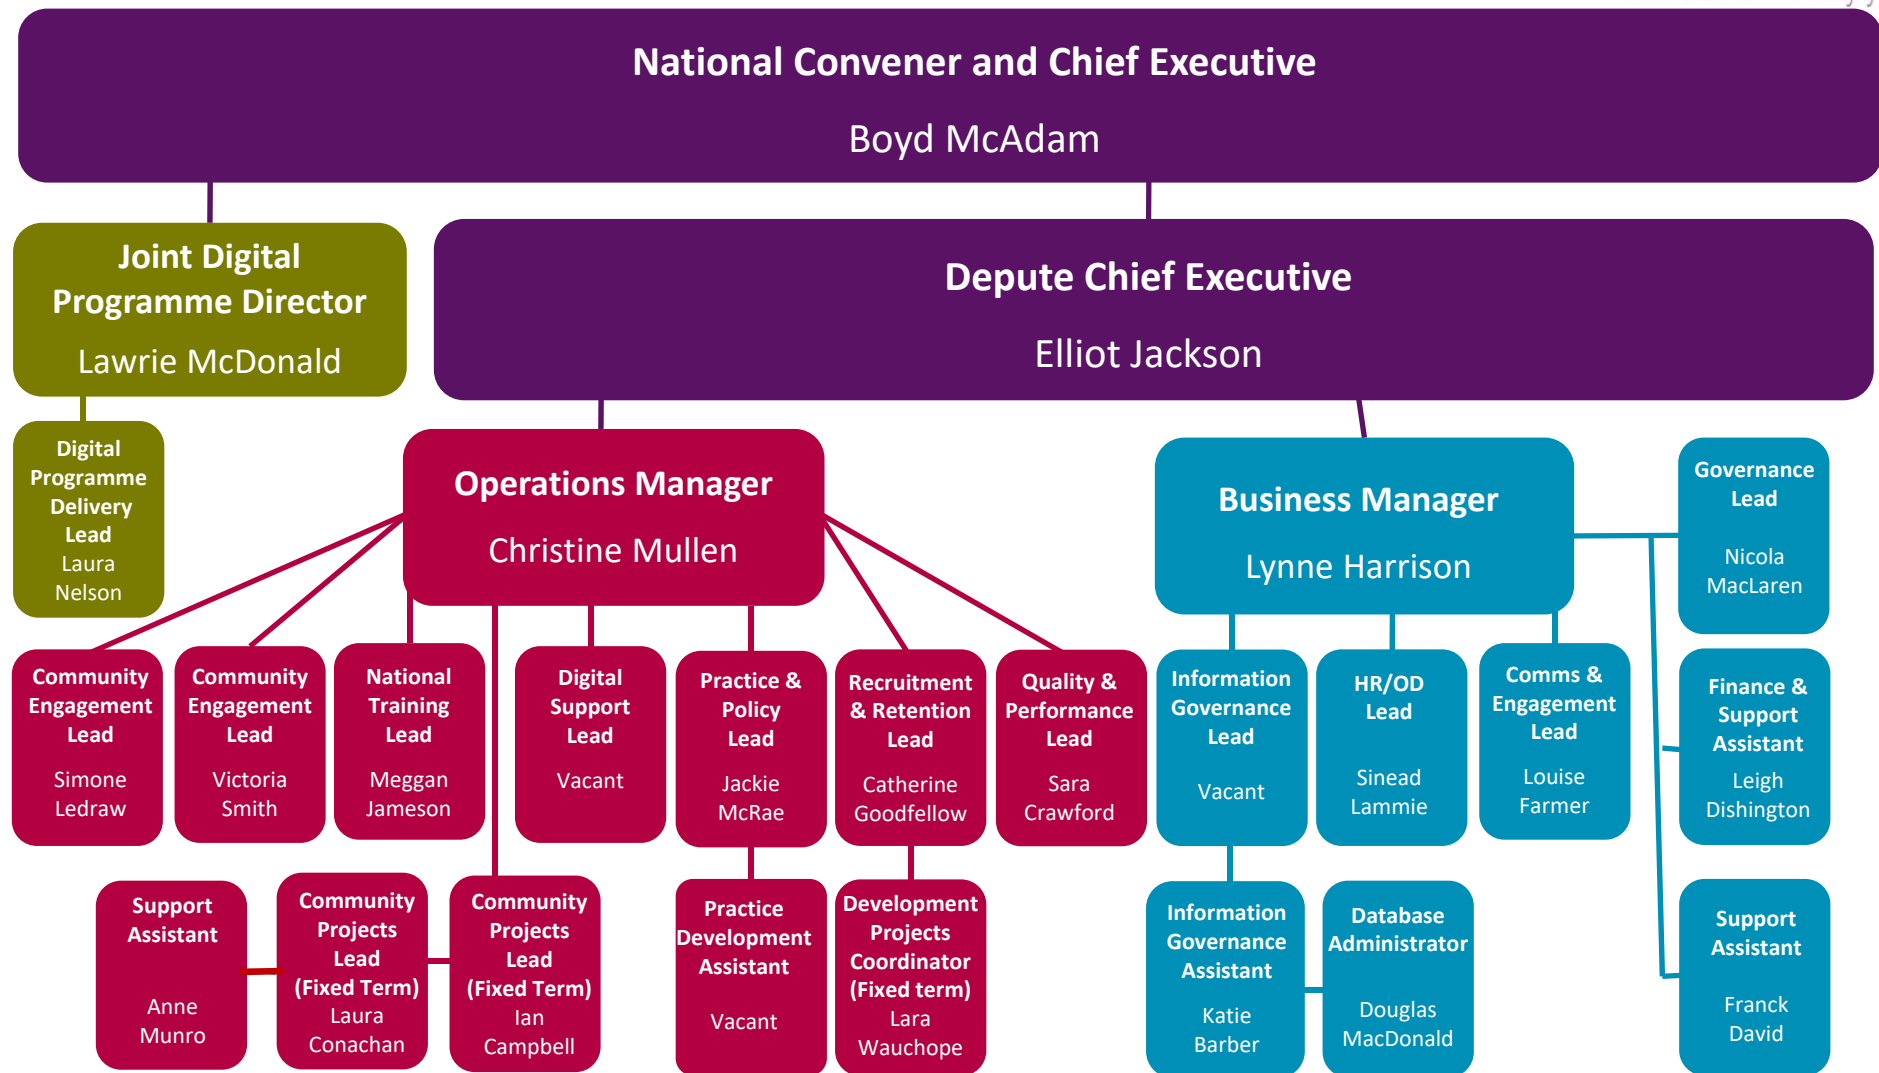 National Convener and Chief Executive
Boyd McAdam
Joint Digital
Programme Director
Lawrie McDonald
Depute Chief Executive
Elliot Jackson
Digital
Programme
Delivery
Lead
Laura
Nelson
Operations Manager
Christine Mullen
Business Manager
Lynne Harrison
Governance
Lead
Nicola
MacLaren
Community
Engagement
Lead
Simone
Ledraw
Community
Engagement
Lead
Victoria
Smith
National
Training
Lead
Meggan
Jameson
Digital
Support
Lead
Vacant
Practice &
Policy
Lead
Jackie
McRae
Recruitment
& Retention
Lead
Catherine
Goodfellow
Quality &
Performance
Lead
Sara
Crawford
Information
Governance
Lead
Vacant
HR/OD
Lead
Sinead
Lammie
Comms &
Engagement
Lead
Louise
Farmer
Finance &
Support
Assistant
Leigh
Dishington
Support
Assistant
Anne
Munro
Community
Projects
Lead
(Fixed Term)
Laura
Conachan
Community
Projects
Lead
(Fixed Term)
Ian
Campbell
Practice
Development
Assistant
Vacant
Development
Projects
Coordinator
(Fixed term)
Lara
Wauchope
Information
Governance
Assistant
Katie
Barber
Database
Administrator
Douglas
MacDonald
Support
Assistant
Franck
David